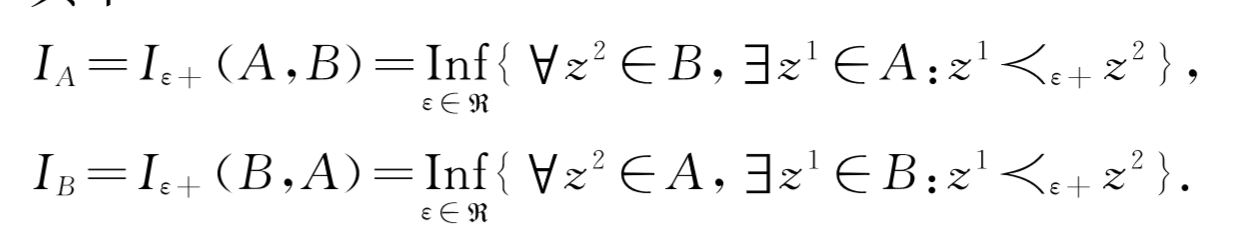 I_A = I_{ε+}(A,B) = Inf_{ε∈ℜ}{ ∀z² ∈ B, ∃z¹ ∈ A:z¹ ≺_{ε+} z² },
I_B = I_{ε+}(B,A) = Inf_{ε∈ℜ}{ ∀z² ∈ A, ∃z¹ ∈ B:z¹ ≺_{ε+} z² }.